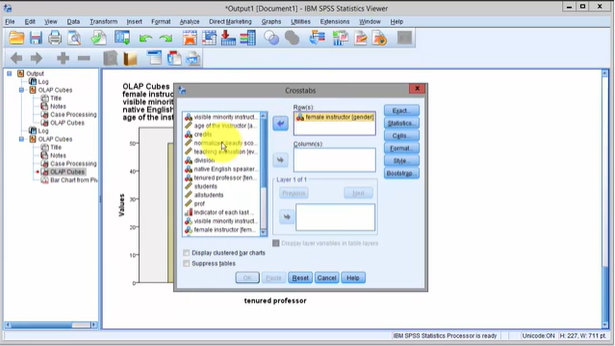 *Output1 [Document1] - IBM SPSS Statistics Viewer
File Edit View Data Transform Insert Format Analyze Direct Marketing Graphs Utilities Extensions Window Help
Output
Log
OLAP Cubes
Title
Notes
Case Processing
OLAP Cubes
Log
OLAP Cubes
Title
Notes
Case Processing
OLAP Cubes
Bar Chart from Piv
OLAP
female instruct
visible minority
native English
tenured profess
Values
50
40
30
20
10
0
tenured professor
Crosstabs
visible minority instruct...
age of the instructor [a...
credits
normalized beauty sco...
teaching evaluation [ev...
division
native English speaker...
tenured professor [ten...
students
allstudents
prof
Indicator of each last ...
visible minority instruct...
female instructor [fem...
Row(s):
female instructor [gender]
Column(s):
Layer 1 of 1
Previous
Next
Display layer variables in table layers
Display clustered bar charts
Suppress tables
OK Paste Reset Cancel Help
Exact...
Statistics...
Cells...
Format...
Style...
Bootstrap...
IBM SPSS Statistics Processor is ready
Unicode:ON
H: 227, W: 711 pt.